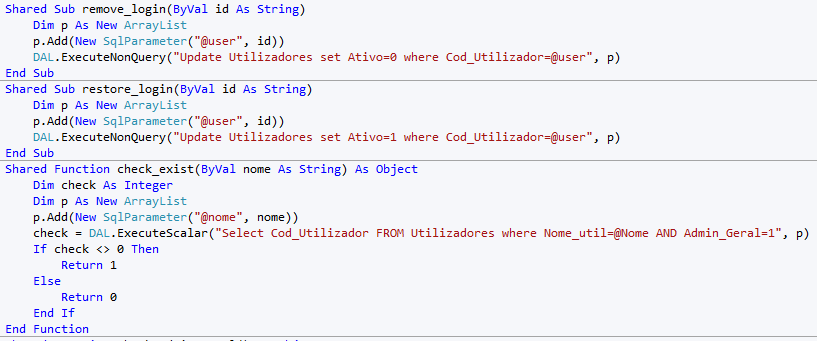 Shared Sub remove_login(ByVal id As String)
Dim p As New ArrayList
p.Add(New SqlParameter("@user", id))
DAL.ExecuteNonQuery("Update Utilizadores set Ativo=0 where Cod_Utilizador=@user", p)
End Sub
Shared Sub restore_login(ByVal id As String)
Dim p As New ArrayList
p.Add(New SqlParameter("@user", id))
DAL.ExecuteNonQuery("Update Utilizadores set Ativo=1 where Cod_Utilizador=@user", p)
End Sub
Shared Function check_exist(ByVal nome As String) As Object
Dim check As Integer
Dim p As New ArrayList
p.Add(New SqlParameter("@nome", nome))
check = DAL.ExecuteScalar("Select Cod_Utilizador FROM Utilizadores where Nome_util=@Nome AND Admin_Geral=1", p)
If check <> 0 Then
Return 1
Else
Return 0
End If
End Function